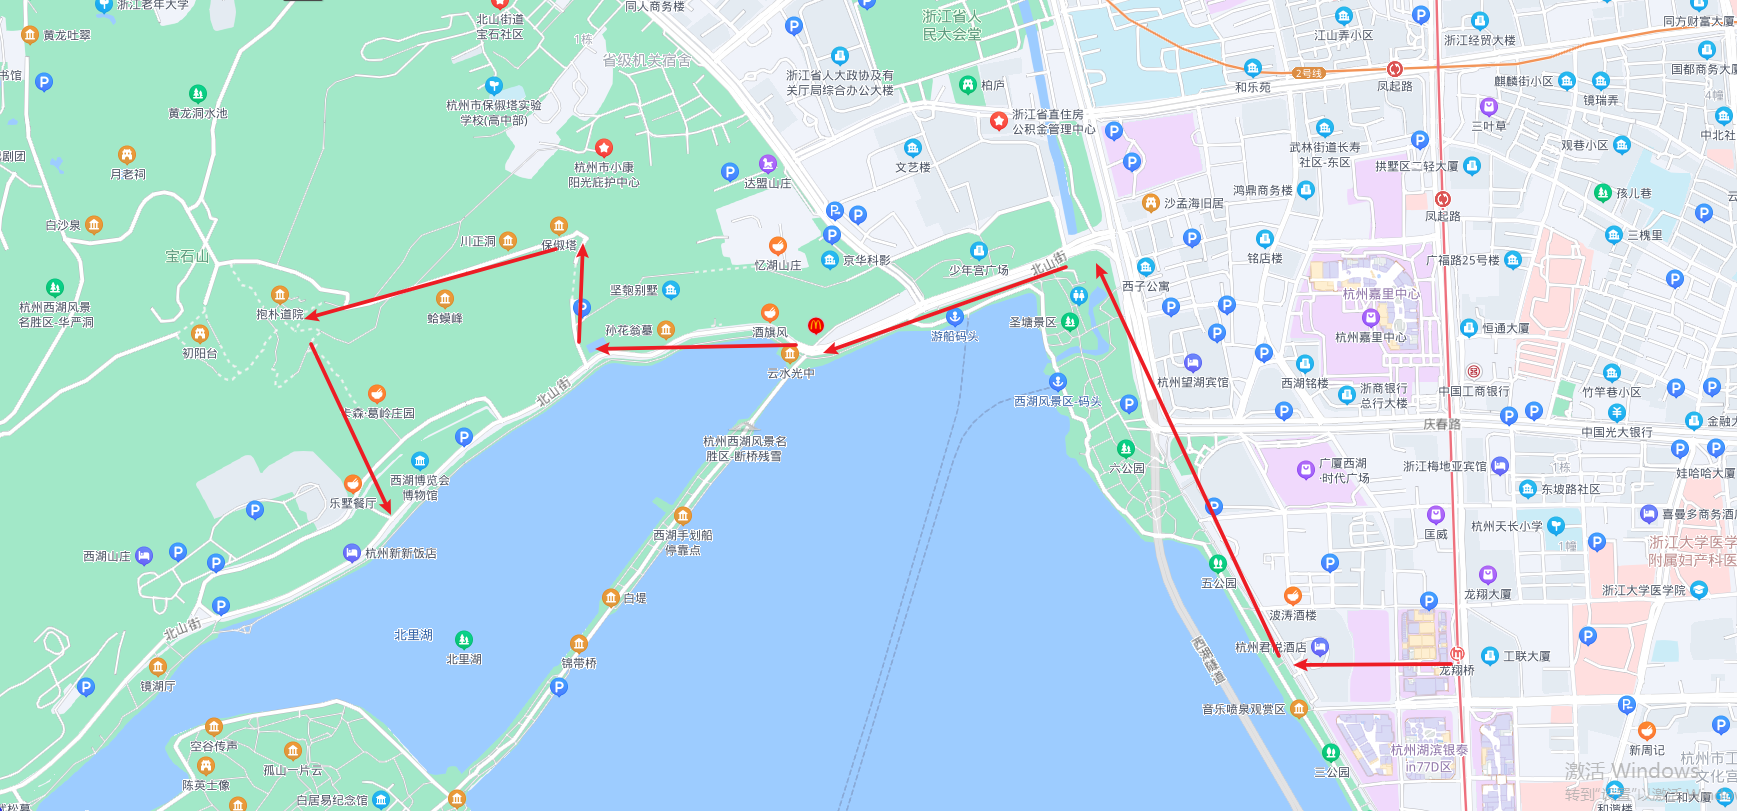 浙江老年大学
黄龙吐翠
书馆
黄龙洞水池
剧团
月老祠
白沙泉
宝石山
杭州西湖风景
名胜区-华严洞
初阳台
抱朴道院
北山街道
宝石社区
1栋
同人商务楼
省级机关宿舍
杭州市保俶塔实验
学校(高中部)
杭州市小康
阳光庇护中心
达盟山庄
川正洞
保俶塔
蛤蟆峰
忆湖山庄
京华科影
坚匏别墅
孙花翁墓
酒旗风
云水光中
卡森·葛岭庄园
北山街
西湖博览会
博物馆
乐墅餐厅
西湖山庄
杭州新新饭店
北山街
北里湖
北里湖
镜湖厅
空谷传声
孤山一片云
陈英士像
白居易纪念馆
杭州西湖风景名
胜区-断桥残雪
西湖手划船
停靠点
白堤
锦带桥
浙江省人
民大会堂
浙江省人大政协及有
关厅局综合办公大楼
柏庐
浙江省直住房
公积金管理中心
文艺楼
少年宫广场
北山街
游船码头
圣塘景区
西湖风景区-码头
六公园
五公园
三公园
西湖隧道
音乐喷泉观赏区
杭州君悦酒店
波涛酒楼
龙翔桥
工联大厦
龙翔大厦
匡威
杭州湖滨银泰
in77D区
江山弄小区
浙江经贸大楼
同方财富大厦
和乐苑
2号线
凤起路
麒麟街小区
镜瑞弄
国都商务大厦
4幢
三叶草
武林街道长寿
社区-东区
拱墅区二轻大厦
观巷小区
中北社
鸿鼎商务楼
沙孟海旧居
凤起路
孩儿巷
铭店楼
广福路25号楼
三槐里
西子公寓
杭州嘉里中心
杭州嘉里中心
恒通大厦
杭州望湖宾馆
西湖铭楼
浙商银行
总行大楼
中国工商银行
竹竿巷小区
庆春路
中国光大银行
金融大
广厦西湖
·时代广场
浙江梅地亚宾馆
1栋
娃哈哈大厦
东坡路社区
杭州天长小学
1幢
喜曼多商务酒店
浙江大学医学
附属妇产科医
浙江大学医学院
新周记
杭州市工
文化宫
仁和大厦
和谐楼
激活 Windows